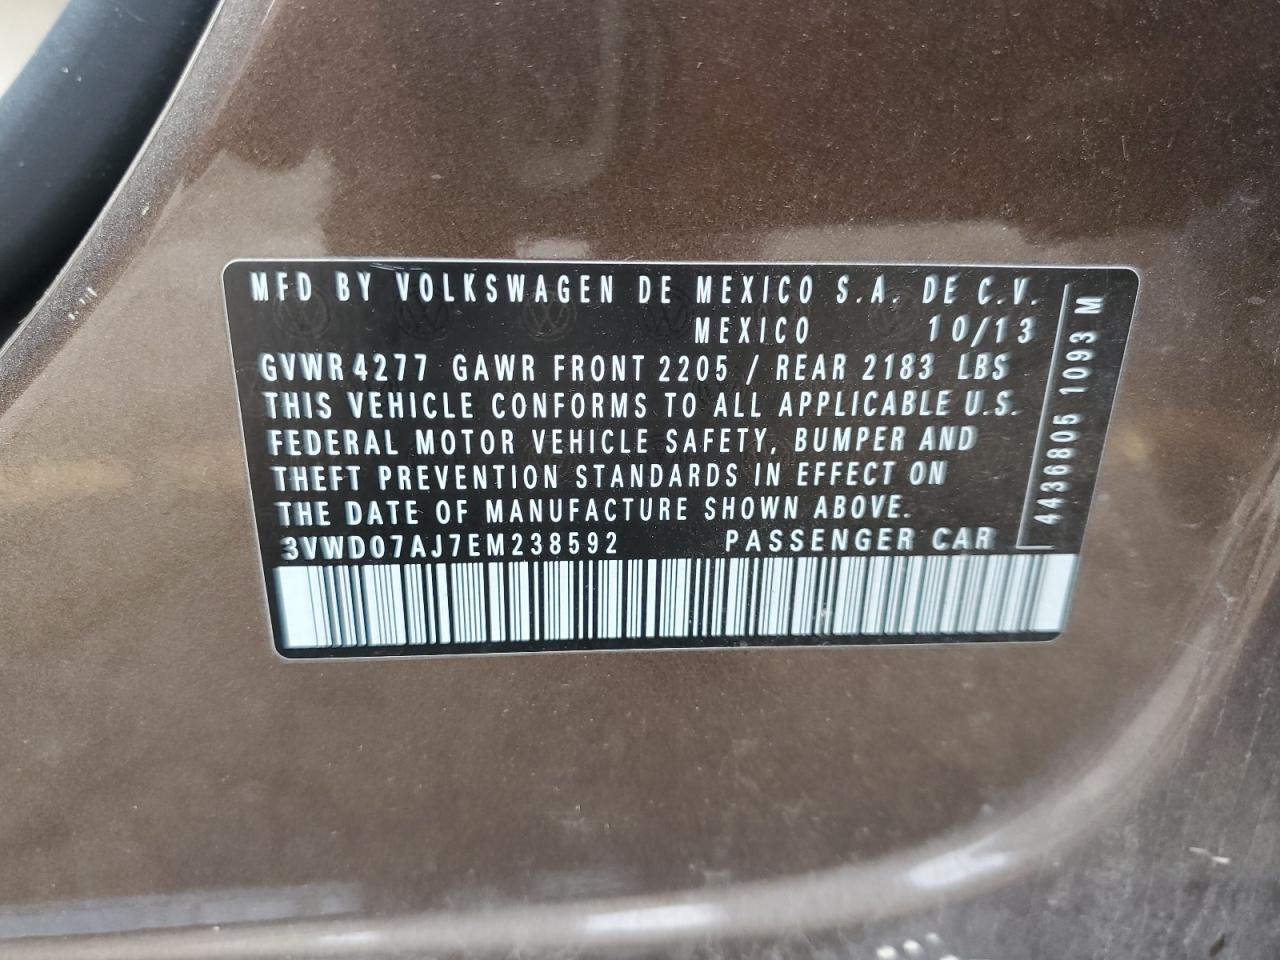 MFD BY VOLKSWAGEN DE MEXICO S.A. DE C.V.
MEXICO 10/13
GVWR 4277 GAWR FRONT 2205 / REAR 2183 LBS
THIS VEHICLE CONFORMS TO ALL APPLICABLE U.S.
FEDERAL MOTOR VEHICLE SAFETY, BUMPER AND
THEFT PREVENTION STANDARDS IN EFFECT ON
THE DATE OF MANUFACTURE SHOWN ABOVE.
3VWD07AJ7EM238592 PASSENGER CAR
4436805 1093 M